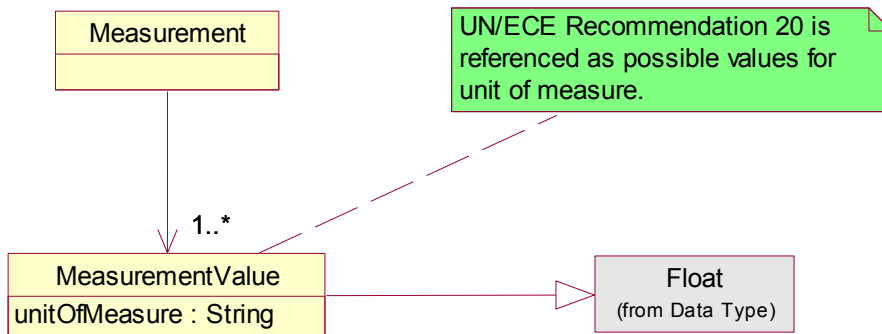 Measurement
UN/ECE Recommendation 20 is
referenced as possible values for
unit of measure.
1..*
MeasurementValue
unitOfMeasure : String
Float
(from Data Type)